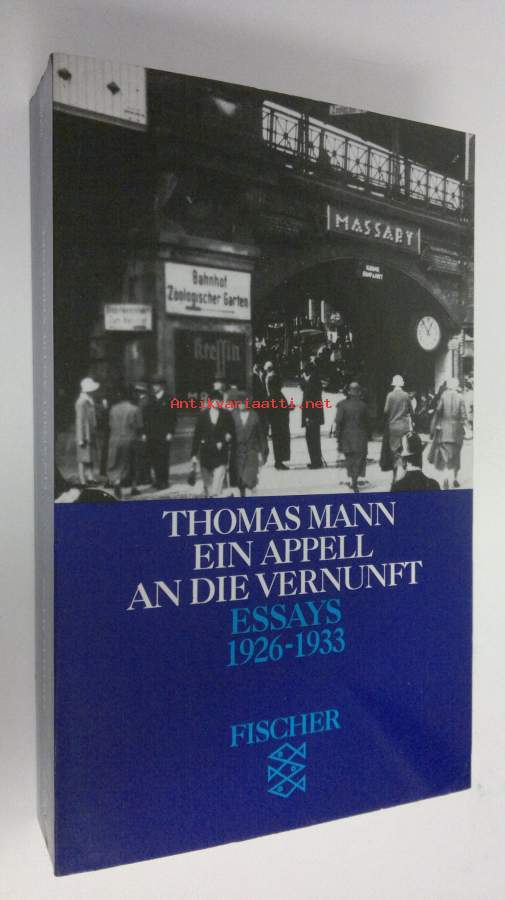 MASSARY
Bahnhof
Zoologischer Garten
Kressin
Antikvariaatti.net
THOMAS MANN
EIN APPELL
AN DIE VERNUNFT
ESSAYS
1926-1933
FISCHER